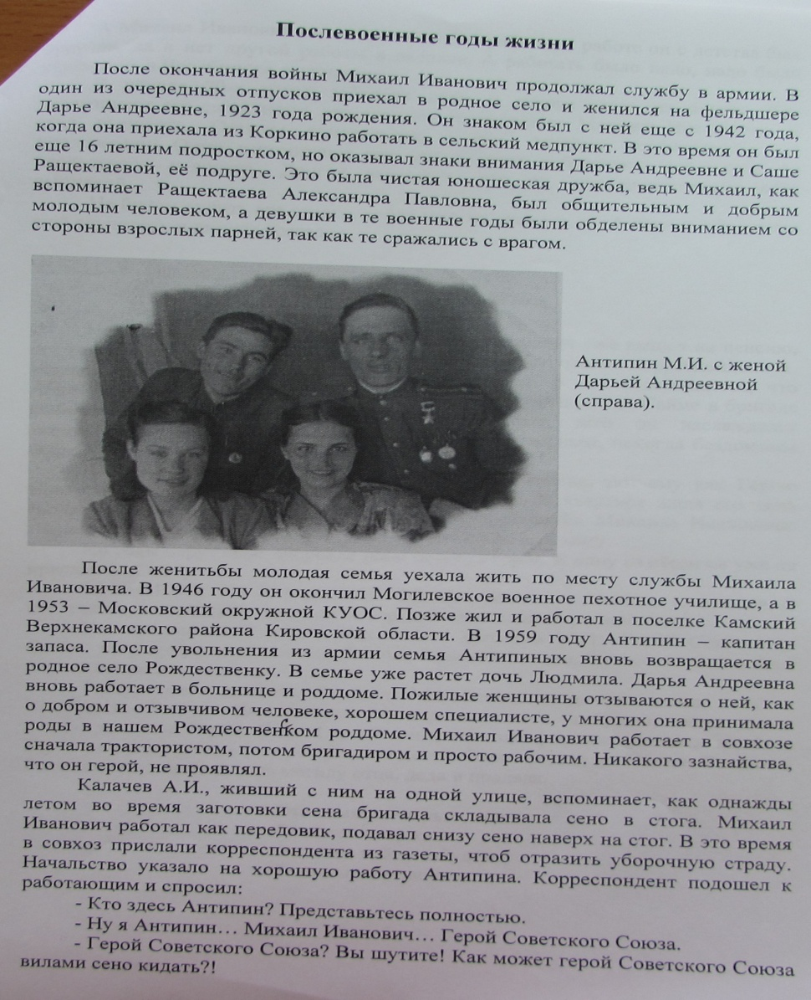 Послевоенные годы жизни
После окончания войны Михаил Иванович продолжал службу в армии. В
один из очередных отпусков приехал в родное село и женился на фельдшере
Дарье Андреевне, 1923 года рождения. Он знаком был с ней еще с 1942 года,
когда она приехала из Коркино работать в сельский медпункт. В это время он был
еще 16 летним подростком, но оказывал знаки внимания Дарье Андреевне и Саше
Ращектаевой, её подруге. Это была чистая юношеская дружба, ведь Михаил, как
вспоминает Ращектаева Александра Павловна, был общительным и добрым
молодым человеком, а девушки в те военные годы были обделены вниманием со
стороны взрослых парней, так как те сражались с врагом.
Антипин М.И. с женой
Дарьей Андреевной
(справа).
После женитьбы молодая семья уехала жить по месту службы Михаила
Ивановича. В 1946 году он окончил Могилевское военное пехотное училище, а в
1953 – Московский окружной КУОС. Позже жил и работал в поселке Камский
Верхнекамского района Кировской области. В 1959 году Антипин – капитан
запаса. После увольнения из армии семья Антипиных вновь возвращается в
родное село Рождественку. В семье уже растет дочь Людмила. Дарья Андреевна
вновь работает в больнице и роддоме. Пожилые женщины отзываются о ней, как
о добром и отзывчивом человеке, хорошем специалисте, у многих она принимала
роды в нашем Рождественском роддоме. Михаил Иванович работает в совхозе
сначала трактористом, потом бригадиром и просто рабочим. Никакого зазнайства,
что он герой, не проявлял.
Калачев А.И., живший с ним на одной улице, вспоминает, как однажды
летом во время заготовки сена бригада складывала сено в стога. Михаил
Иванович работал как передовик, подавал снизу сено наверх на стог. В это время
в совхоз прислали корреспондента из газеты, чтоб отразить уборочную страду.
Начальство указало на хорошую работу Антипина. Корреспондент подошел к
работающим и спросил:
- Кто здесь Антипин? Представьтесь полностью.
- Ну я Антипин… Михаил Иванович… Герой Советского Союза.
- Герой Советского Союза? Вы шутите! Как может герой Советского Союза
вилами сено кидать?!